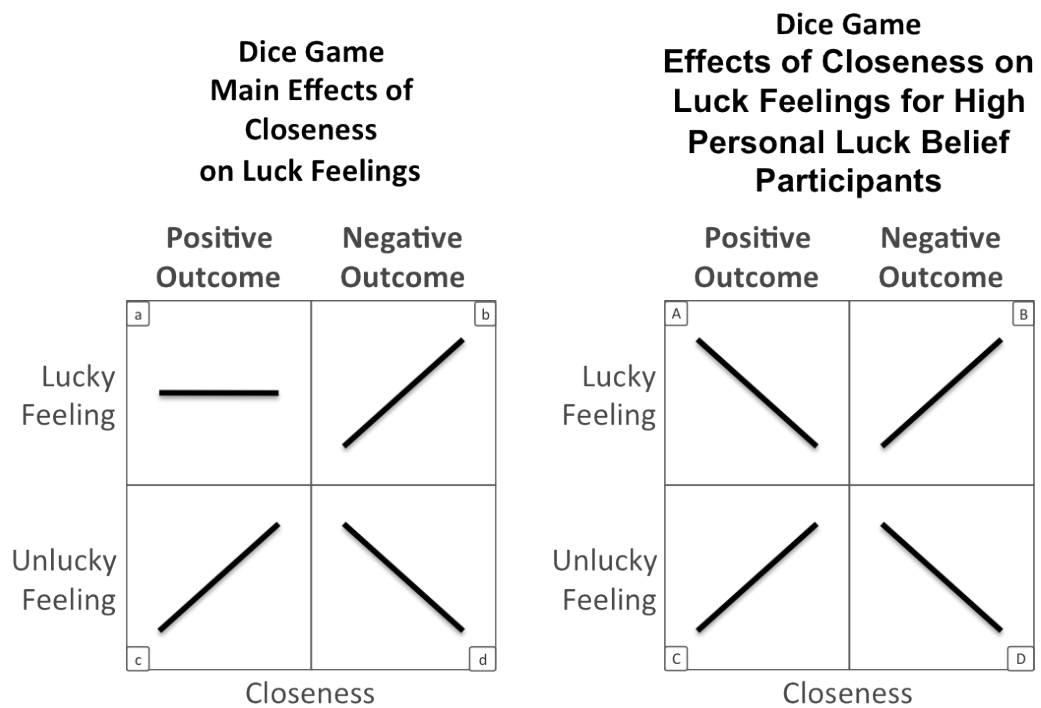 Dice Game
Main Effects of
Closeness
on Luck Feelings
Positive
Outcome
Negative
Outcome
a
b
Lucky
Feeling
Unlucky
Feeling
c
d
Closeness
Dice Game
Effects of Closeness on
Luck Feelings for High
Personal Luck Belief
Participants
Positive
Outcome
Negative
Outcome
A
B
Lucky
Feeling
Unlucky
Feeling
C
D
Closeness